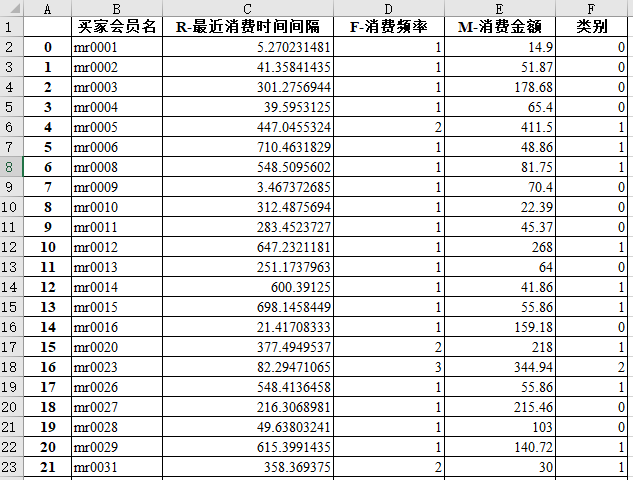 A B C D E F
1 买家会员名 R-最近消费时间间隔 F-消费频率 M-消费金额 类别
2 0 mr0001 5.270231481 1 14.9 0
3 1 mr0002 41.35841435 1 51.87 0
4 2 mr0003 301.2756944 1 178.68 0
5 3 mr0004 39.5953125 1 65.4 0
6 4 mr0005 447.0455324 2 411.5 1
7 5 mr0006 710.4631829 1 48.86 1
8 6 mr0008 548.5095602 1 81.75 1
9 7 mr0009 3.467372685 1 70.4 0
10 8 mr0010 312.4875694 1 22.39 0
11 9 mr0011 283.4523727 1 45.37 0
12 10 mr0012 647.2321181 1 268 1
13 11 mr0013 251.1737963 1 64 0
14 12 mr0014 600.39125 1 41.86 1
15 13 mr0015 698.1458449 1 55.86 1
16 14 mr0016 21.41708333 1 159.18 0
17 15 mr0020 377.4949537 2 218 1
18 16 mr0023 82.29471065 3 344.94 2
19 17 mr0026 548.4136458 1 55.86 1
20 18 mr0027 216.3068981 1 215.46 0
21 19 mr0028 49.63803241 1 103 0
22 20 mr0029 615.3991435 1 140.72 1
23 21 mr0031 358.369375 2 30 1